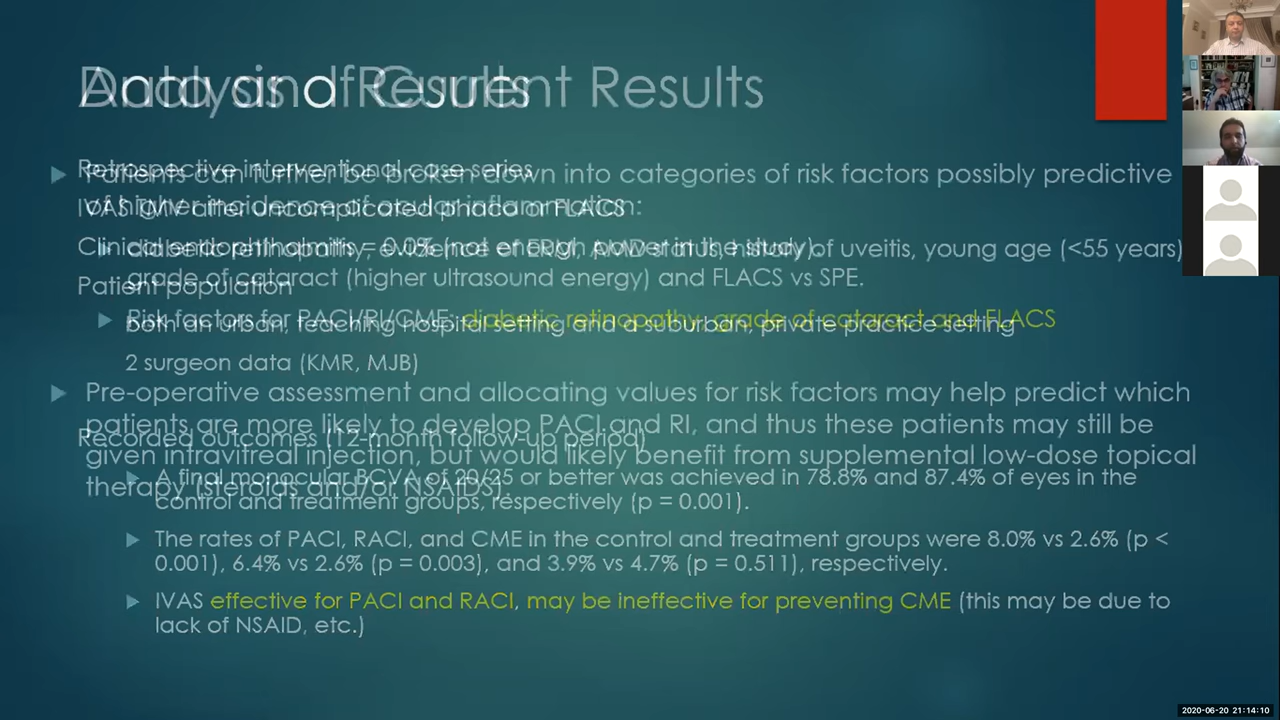 Analysis of Current Results
Data and Results
Retrospective interventional case series
Patients can further be broken down into categories of risk factors possibly predictive
of higher incidence of ocular inflammation:
IVAS TMV after uncomplicated phaco or FLACS
Clinical endophthalmitis = 0.0% (not enough power in the study).
diabetic retinopathy, evidence of ERM, AMD status, history of uveitis, young age (<55 years)
grade of cataract (higher ultrasound energy) and FLACS vs SPE.
Patient population
Risk factors for PACI/RI/CME: diabetic retinopathy, grade of cataract and FLACS
both an urban, teaching hospital setting and a suburban, private practice setting
2 surgeon data (KMR, MJB)
Pre-operative assessment and allocating values for risk factors may help predict which
patients are more likely to develop PACI and RI, and thus these patients may still be
given intravitreal injection, but would likely benefit from supplemental low-dose topical
therapy (steroids and/or NSAIDS).
Recorded outcomes (12-month follow-up period)
A final monocular BCVA of 20/25 or better was achieved in 78.8% and 87.4% of eyes in the
control and treatment groups, respectively (p = 0.001).
The rates of PACI, RACI, and CME in the control and treatment groups were 8.0% vs 2.6% (p <
0.001), 6.4% vs 2.6% (p = 0.003), and 3.9% vs 4.7% (p = 0.511), respectively.
IVAS effective for PACI and RACI, may be ineffective for preventing CME (this may be due to
lack of NSAID, etc.)
2020-06-20 21:14:10